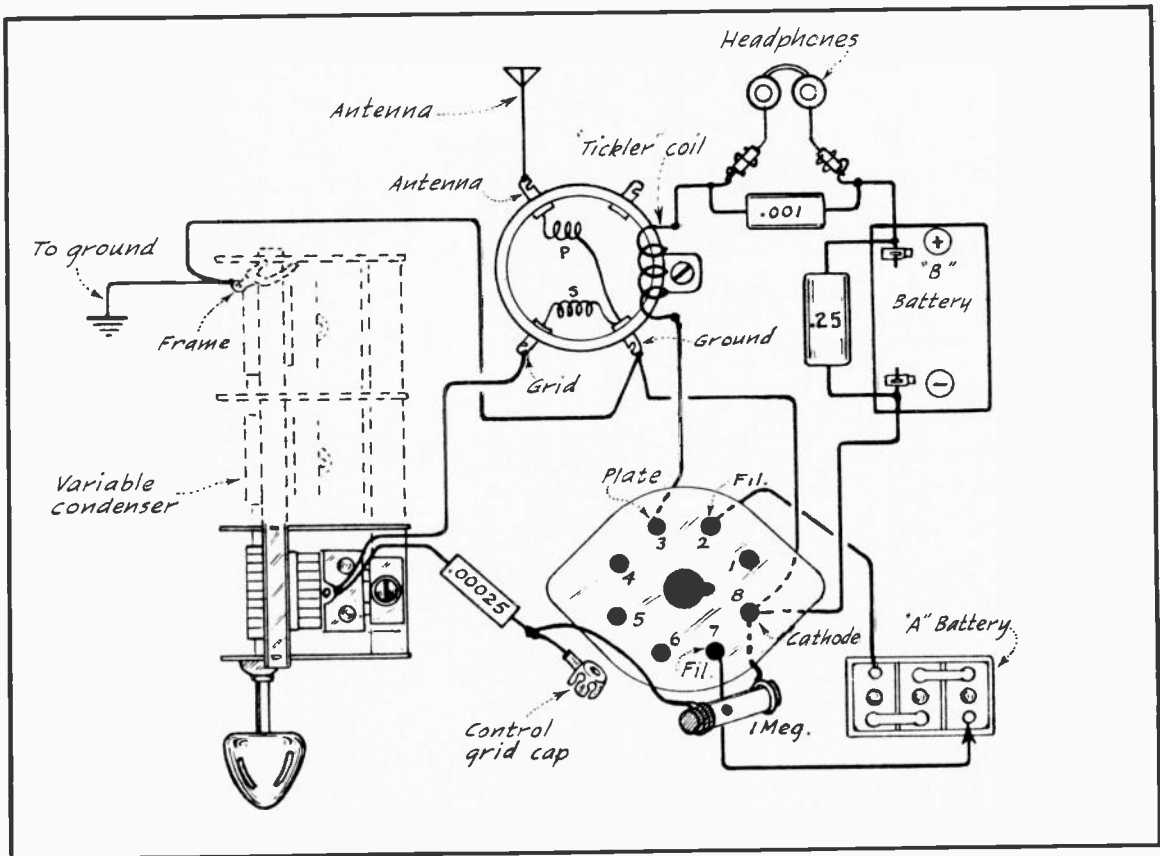 Headphones
Antenna
"Tickler" coil
Antenna
.001
To ground
P
+
"B"
Battery
S
.25
Frame
Ground
Grid
-
Variable
condenser
Plate
Fil.
3
2
4
.00025
8
5
Cathode
"A" Battery
6
7
Fil.
Control
grid cap
1 Meg.